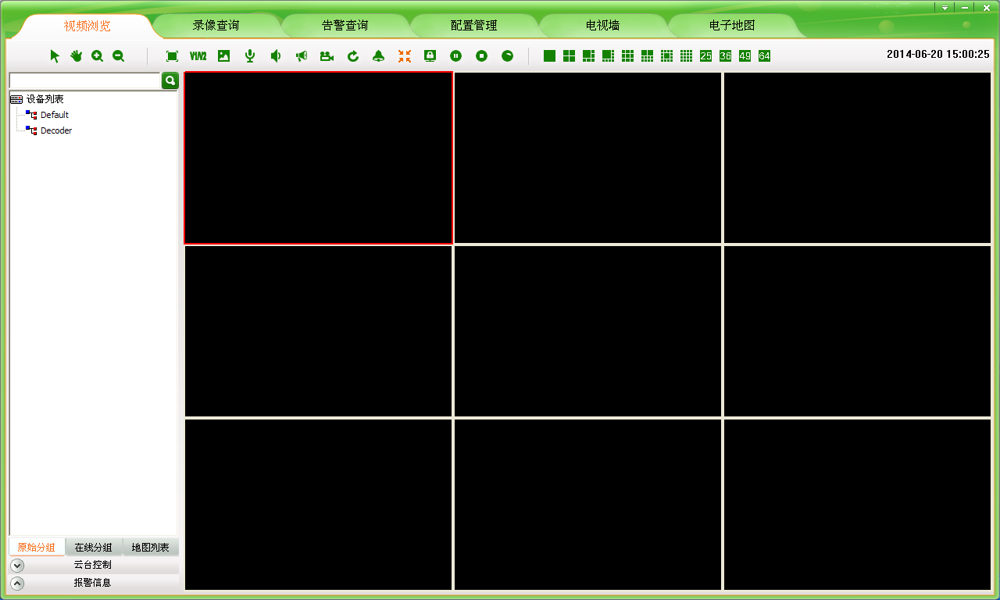 视频浏览 录像查询 告警查询 配置管理 电视墙 电子地图
25 36 49 64 2014-06-20 15:00:25
设备列表
Default
Decoder
原始分组 在线分组 地图列表
云台控制
报警信息